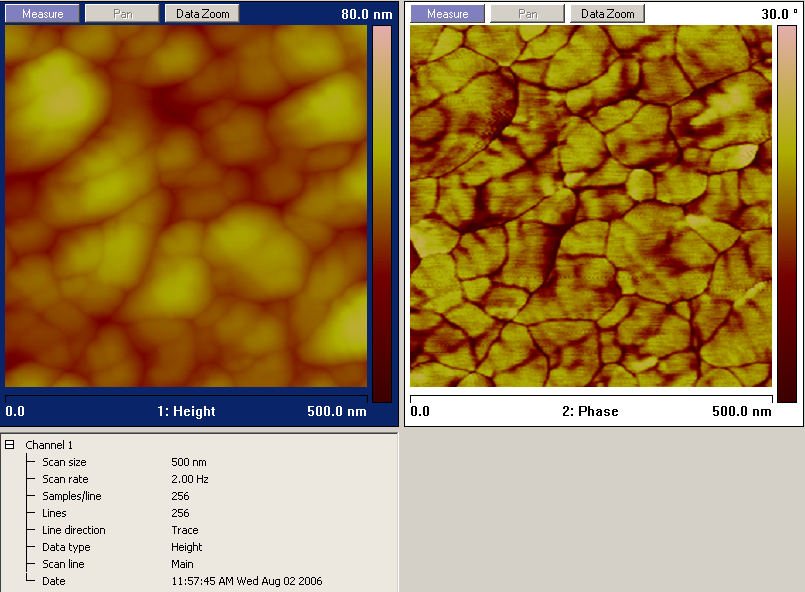 Measure Pan Data Zoom 80.0 nm
0.0 1: Height 500.0 nm
Measure Pan Data Zoom 30.0 °
0.0 2: Phase 500.0 nm
Channel 1
Scan size 500 nm
Scan rate 2.00 Hz
Samples/line 256
Lines 256
Line direction Trace
Data type Height
Scan line Main
Date 11:57:45 AM Wed Aug 02 2006